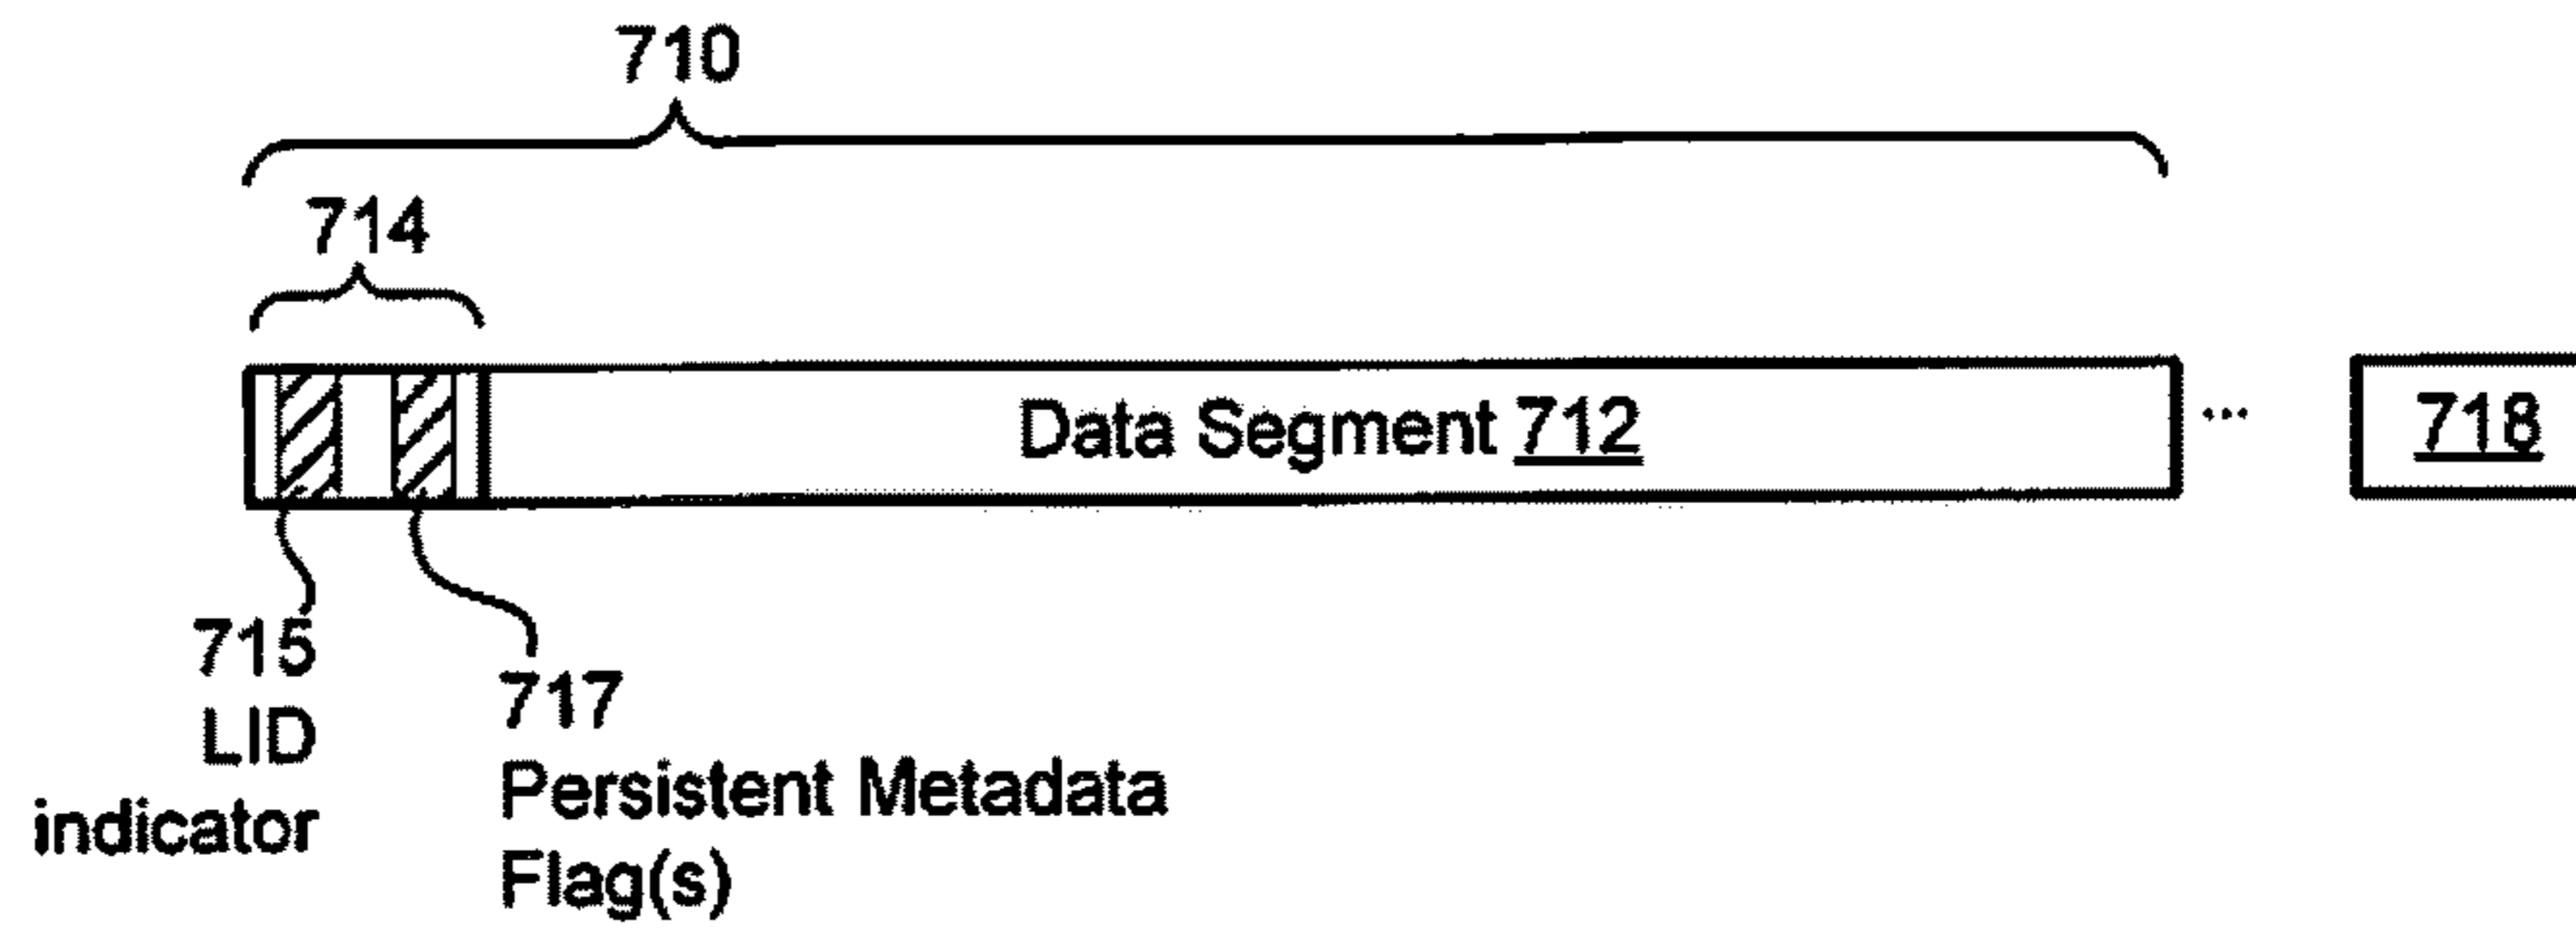 710
714
Data Segment 712
...
718
715
LID
indicator
717
Persistent Metadata
Flag(s)